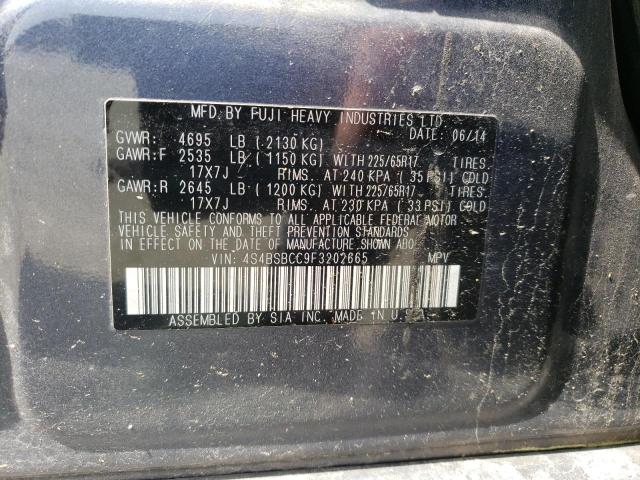 MFD. BY FUJI HEAVY INDUSTRIES LTD.
DATE: 06/14
GVWR: 4695 LB ( 2130 KG)
GAWR:F 2535 LB ( 1150 KG) WITH 225/65R17 TIRES.
17X7J RIMS. AT 240 KPA ( 35 PSI) COLD
GAWR:R 2645 LB ( 1200 KG) WITH 225/65R17 TIRES.
17X7J RIMS. AT 230 KPA ( 33 PSI) COLD
THIS VEHICLE CONFORMS TO ALL APPLICABLE FEDERAL MOTOR
VEHICLE SAFETY AND THEFT PREVENTION STANDARDS
IN EFFECT ON THE DATE OF MANUFACTURE SHOWN ABO
VIN: 4S4BSBCC9F3202665 MPV
ASSEMBLED BY SIA INC. MADE IN U.S.A